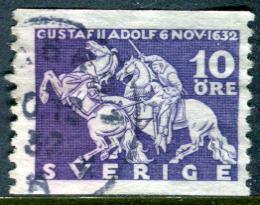 GUSTAF II ADOLF 6 NOV·1632
10
ÖRE
SVERIGE